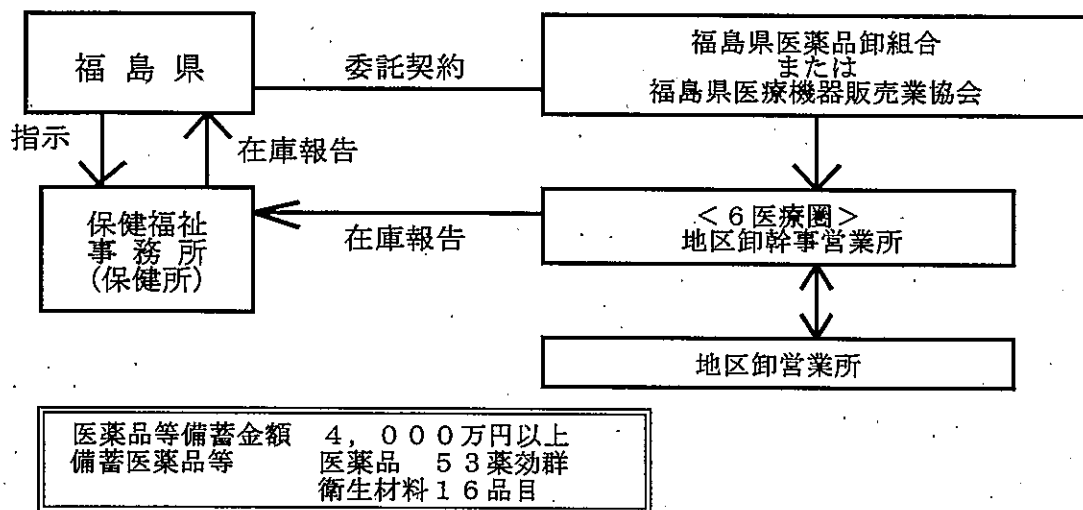 福島県
委託契約
福島県医薬品卸組合
または
福島県医療機器販売業協会
指示
在庫報告
保健福祉
事務所
(保健所)
在庫報告
＜６医療圏＞
地区卸幹事営業所
地区卸営業所
医薬品等備蓄金額　４，０００万円以上
備蓄医薬品等　医薬品　５３薬効群
衛生材料１６品目